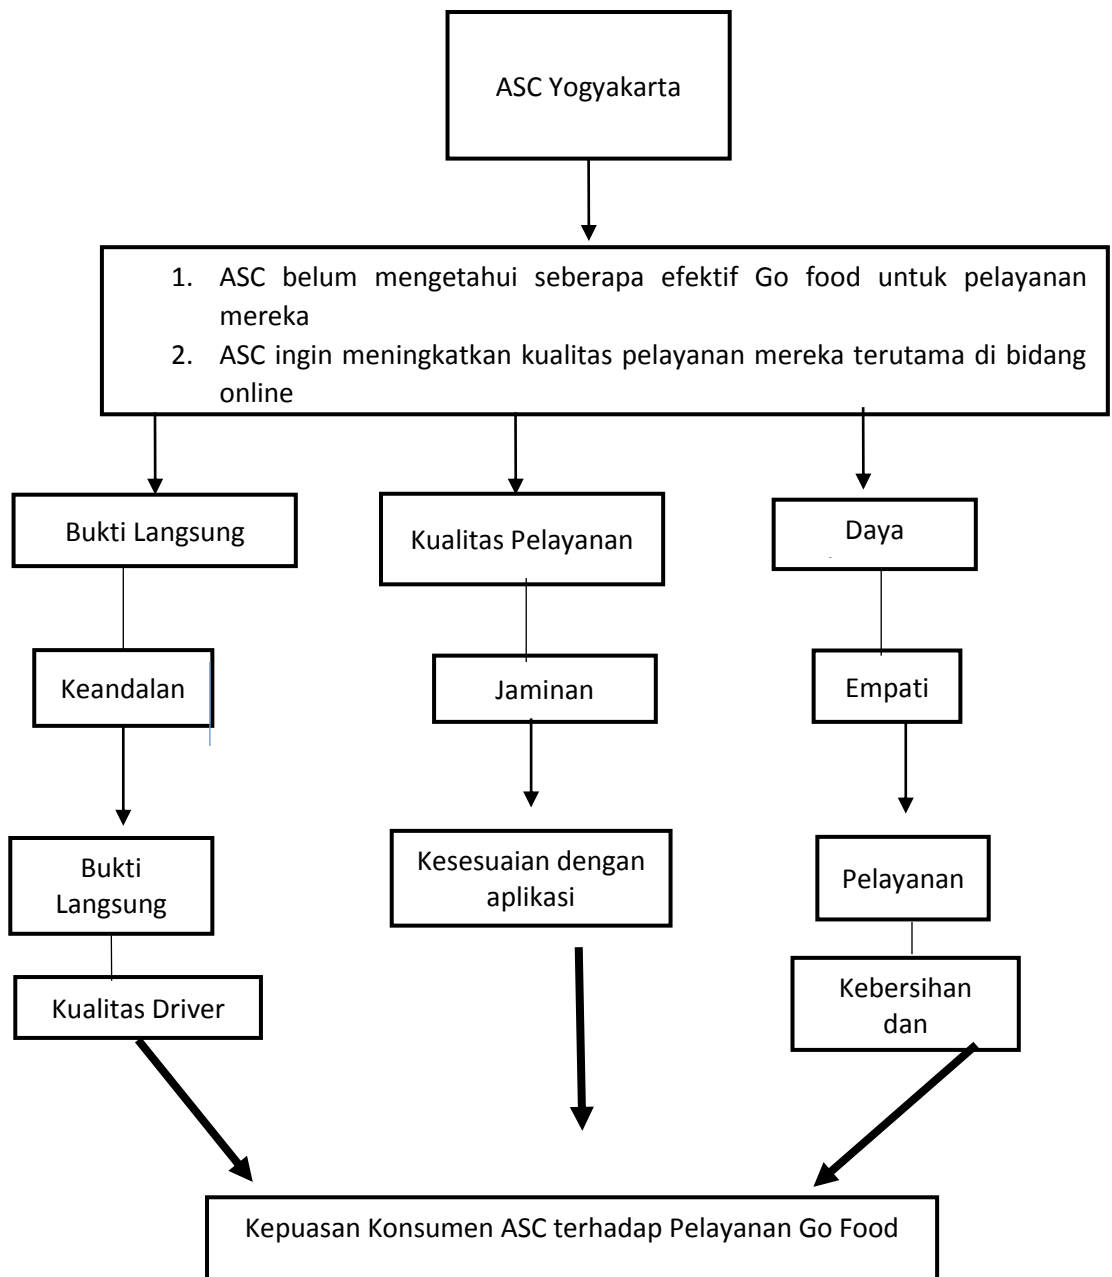 ASC Yogyakarta
1. ASC belum mengetahui seberapa efektif Go food untuk pelayanan
mereka
2. ASC ingin meningkatkan kualitas pelayanan mereka terutama di bidang
online
Bukti Langsung
Kualitas Pelayanan
Daya
Keandalan
Jaminan
Empati
Bukti
Langsung
Kesesuaian dengan
aplikasi
Pelayanan
Kualitas Driver
Kebersihan
dan
Kepuasan Konsumen ASC terhadap Pelayanan Go Food